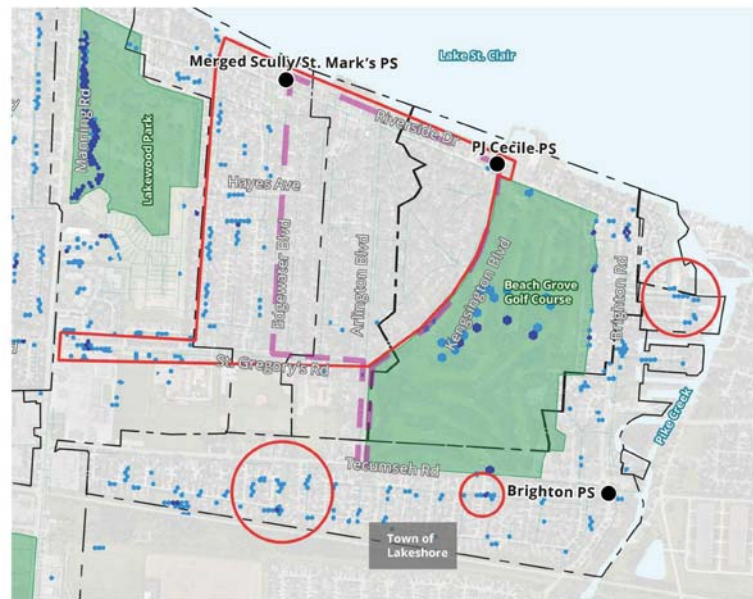 Lake St. Clair
Merged Scully/St. Mark's PS
Manning Rd
Lakewood Park
Riverside Dr
PJ Cecile PS
Hayes Ave
Edgewater Blvd
Arlington Blvd
Kengsington Blvd
Beach Grove
Golf Course
Brighton Rd
St. Gregory's Rd
Pike Creek
Tecumseh Rd
Brighton PS
Town of
Lakeshore